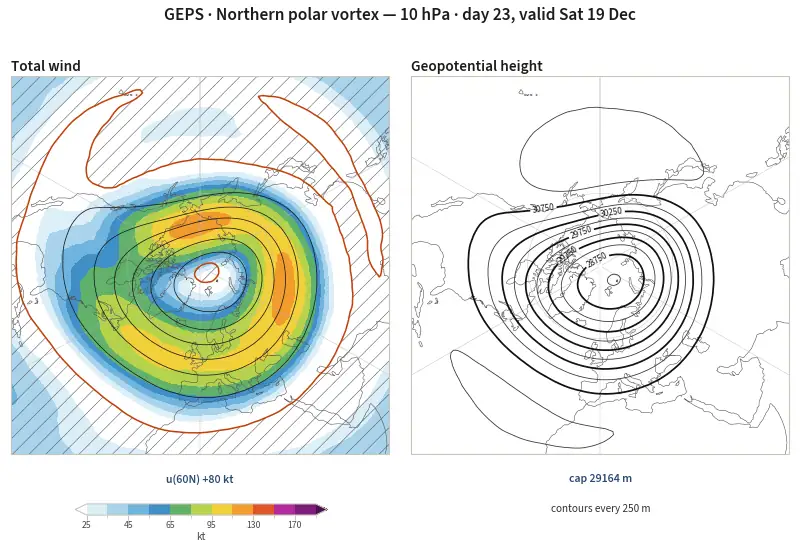 GEPS · Northern polar vortex — 10 hPa · day 23, valid Sat 19 Dec
Total wind
Geopotential height
30750
30250
29750
28750
u(60N) +80 kt
cap 29164 m
contours every 250 m
25 45 65 95 130 170
kt